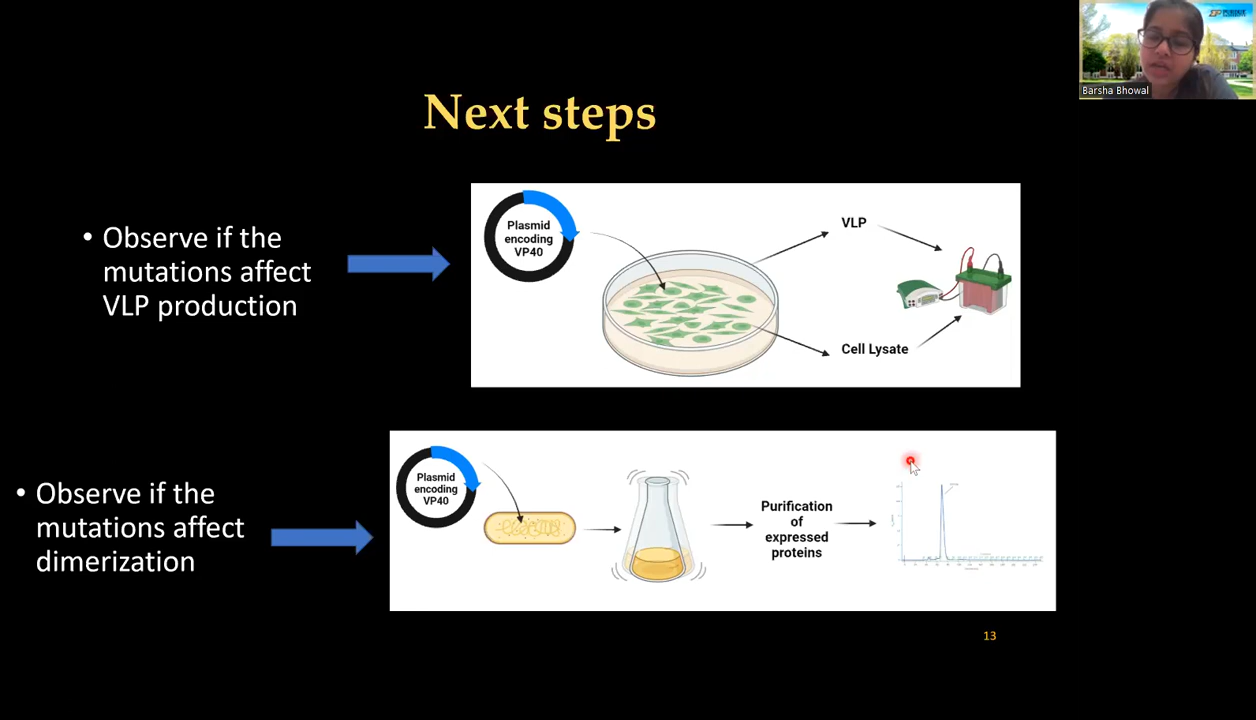 Barsha Bhowal
Next steps
• Observe if the
mutations affect
VLP production
Plasmid
encoding
VP40
VLP
Cell Lysate
• Observe if the
mutations affect
dimerization
Plasmid
encoding
VP40
Purification
of
expressed
proteins
13